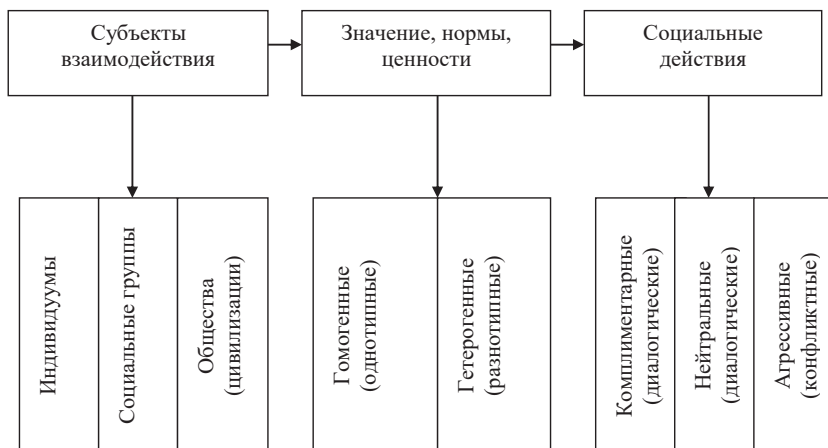 Субъекты
взаимодействия
Значение, нормы,
ценности
Социальные
действия
Индивидуумы
Социальные группы
Общества
(цивилизации)
Гомогенные
(однотипные)
Гетерогенные
(разнотипные)
Комплиментарные
(диалогические)
Нейтральные
(диалогические)
Агрессивные
(конфликтные)